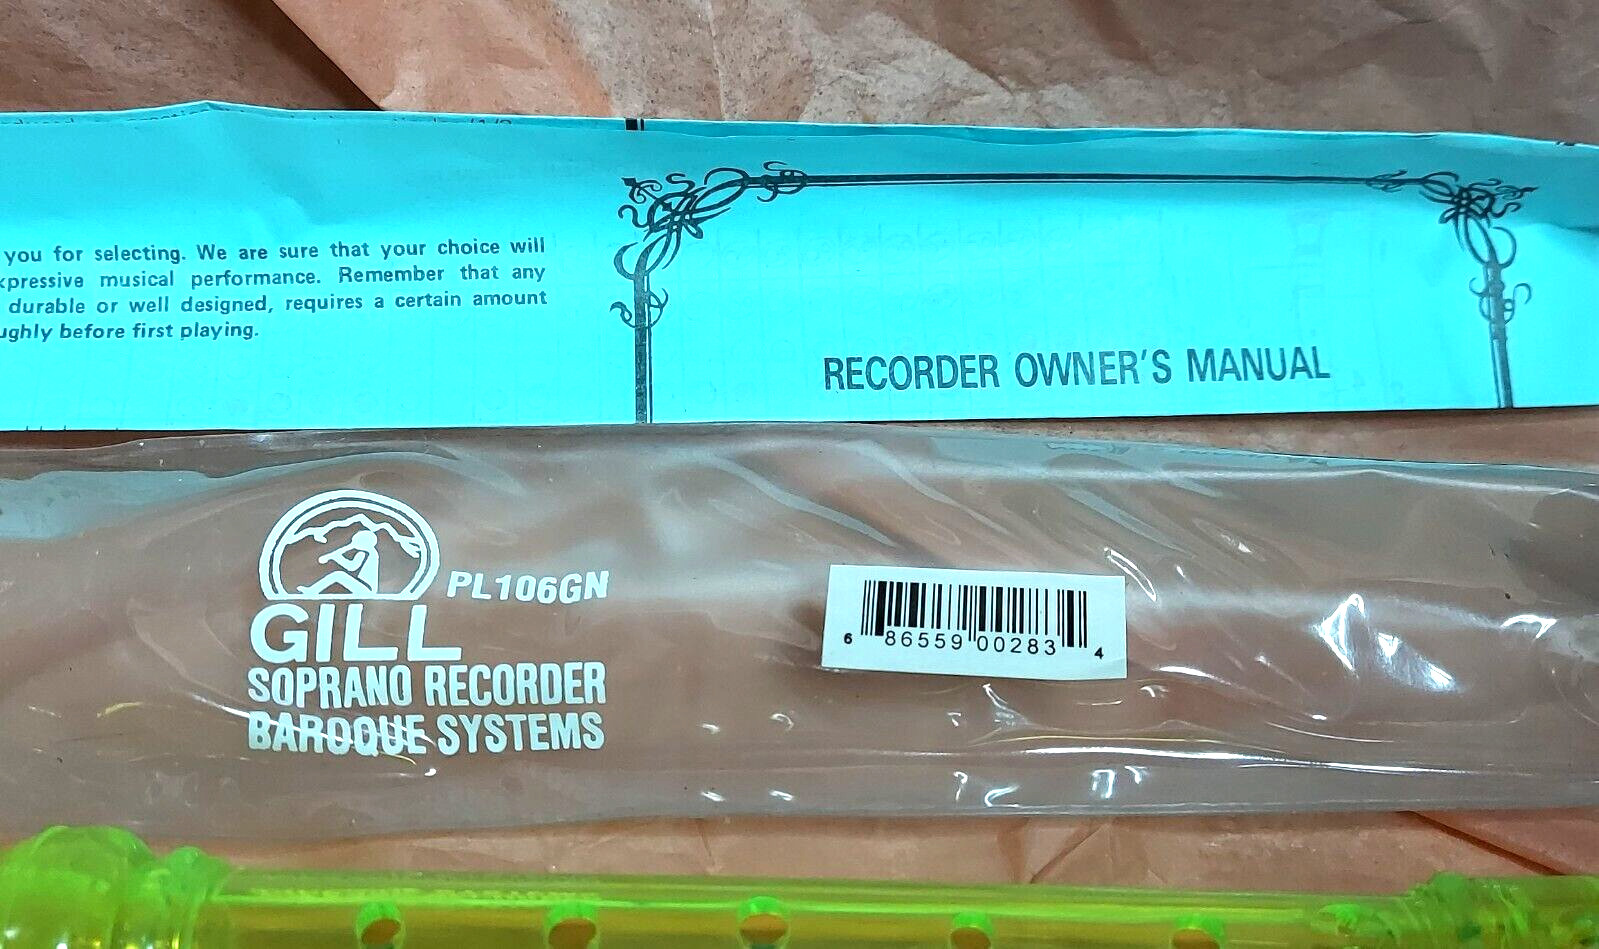 you for selecting. We are sure that your choice will
xpressive musical performance. Remember that any
durable or well designed, requires a certain amount
ughly before first playing.
RECORDER OWNER'S MANUAL
PL106GN
GILL
SOPRANO RECORDER
BAROQUE SYSTEMS
6 86559 00283 4